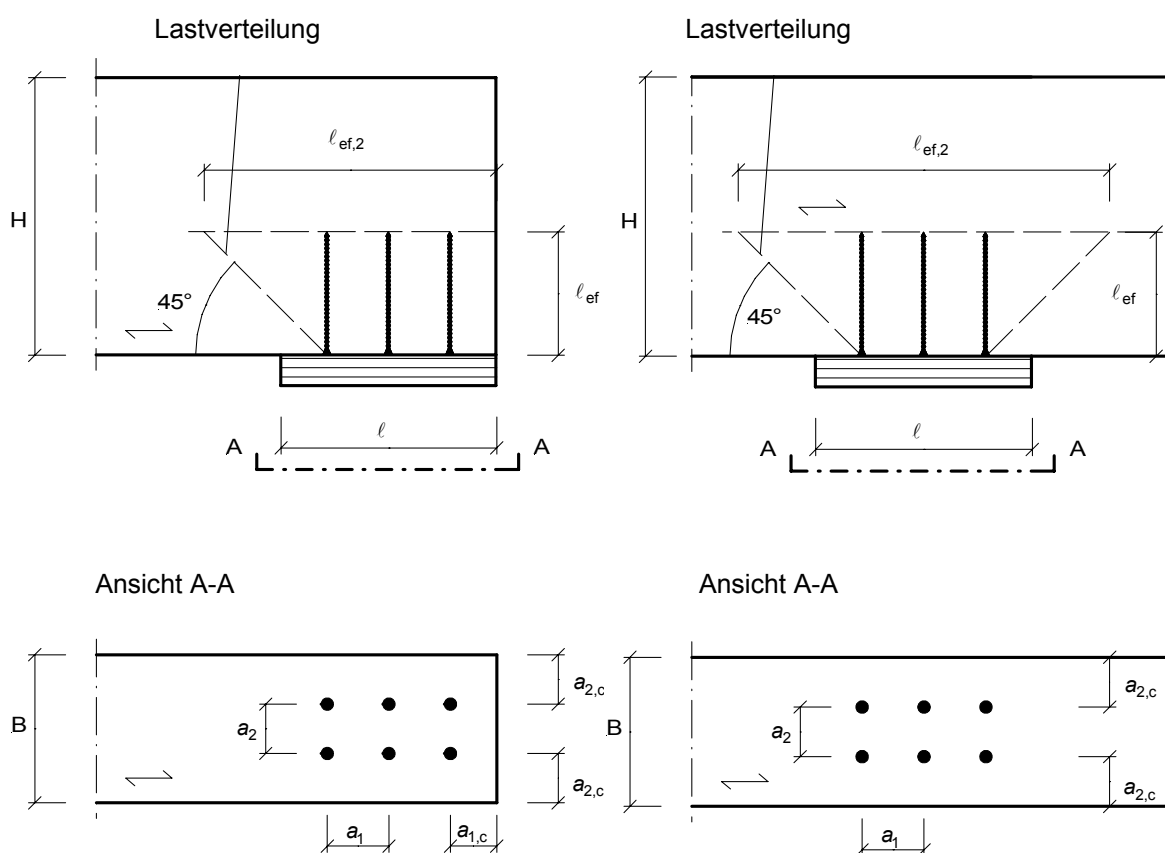 Lastverteilung
Lastverteilung
ℓef,2
ℓef,2
H
H
45°
45°
ℓef
ℓef
ℓ
ℓ
A A
A A
Ansicht A-A
Ansicht A-A
B
B
a2
a2
a2,c
a2,c
a2,c
a2,c
a1
a1,c
a1